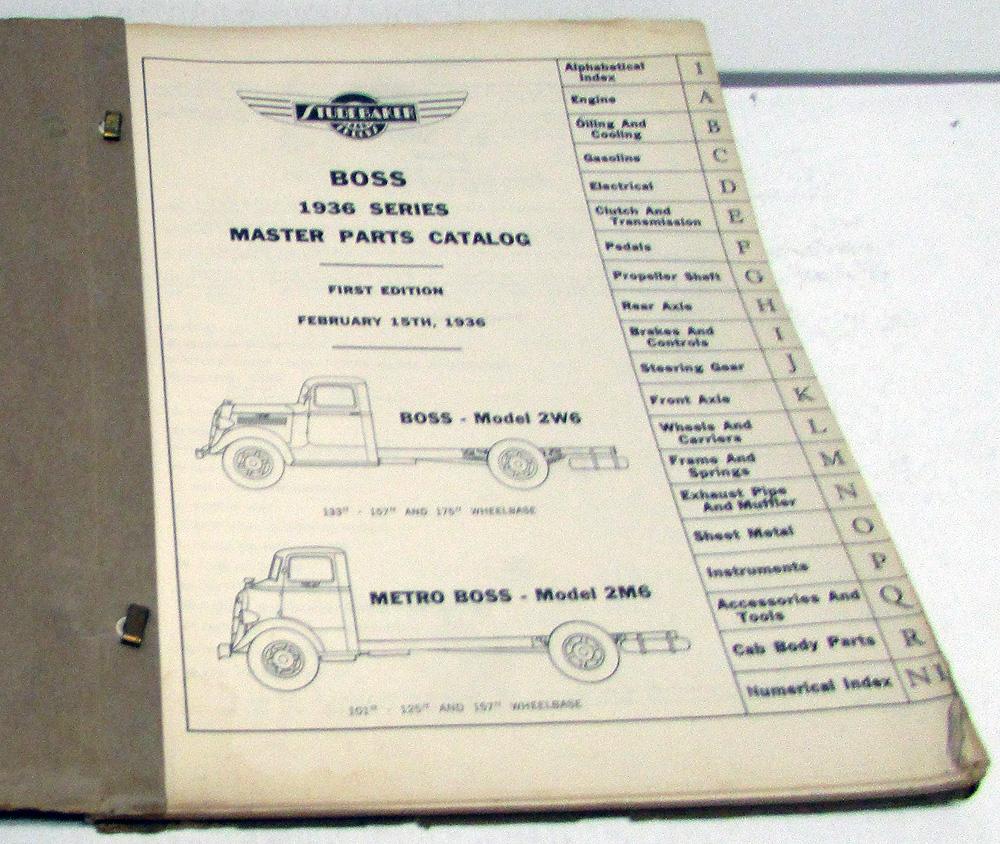 STUDEBAKER
BOSS
1936 SERIES
MASTER PARTS CATALOG
FIRST EDITION
FEBRUARY 15TH, 1936
BOSS - Model 2W6
133" - 157" AND 175" WHEELBASE
METRO BOSS - Model 2M6
101" - 125" AND 157" WHEELBASE
Alphabetical
Index 1
Engine A
Oiling And
Cooling B
Gasoline C
Electrical D
Clutch And
Transmission E
Pedals F
Propeller Shaft G
Rear Axle H
Brakes And
Controls I
Steering Gear J
Front Axle K
Wheels And
Carriers L
Frame And
Springs M
Exhaust Pipe
And Muffler N
Sheet Metal O
Instruments P
Accessories And
Tools Q
Cab Body Parts R
Numerical Index N1